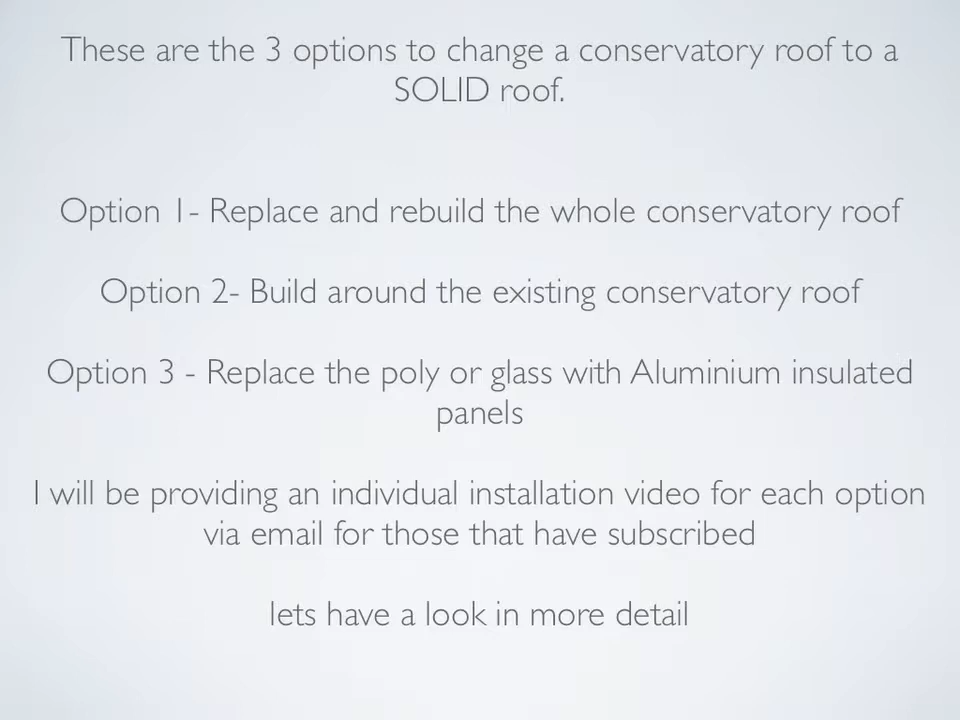 These are the 3 options to change a conservatory roof to a
SOLID roof.
Option 1- Replace and rebuild the whole conservatory roof
Option 2- Build around the existing conservatory roof
Option 3 - Replace the poly or glass with Aluminium insulated
panels
I will be providing an individual installation video for each option
via email for those that have subscribed
lets have a look in more detail